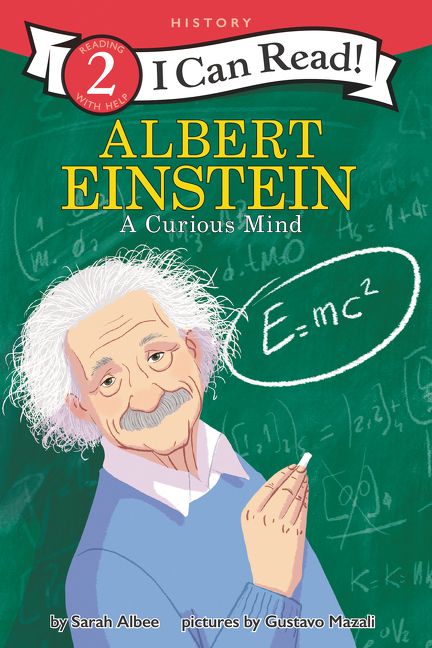 HISTORY
READING
2
WITH HELP
I Can Read!
ALBERT
EINSTEIN
A Curious Mind
E=mc²
by Sarah Albee pictures by Gustavo Mazali